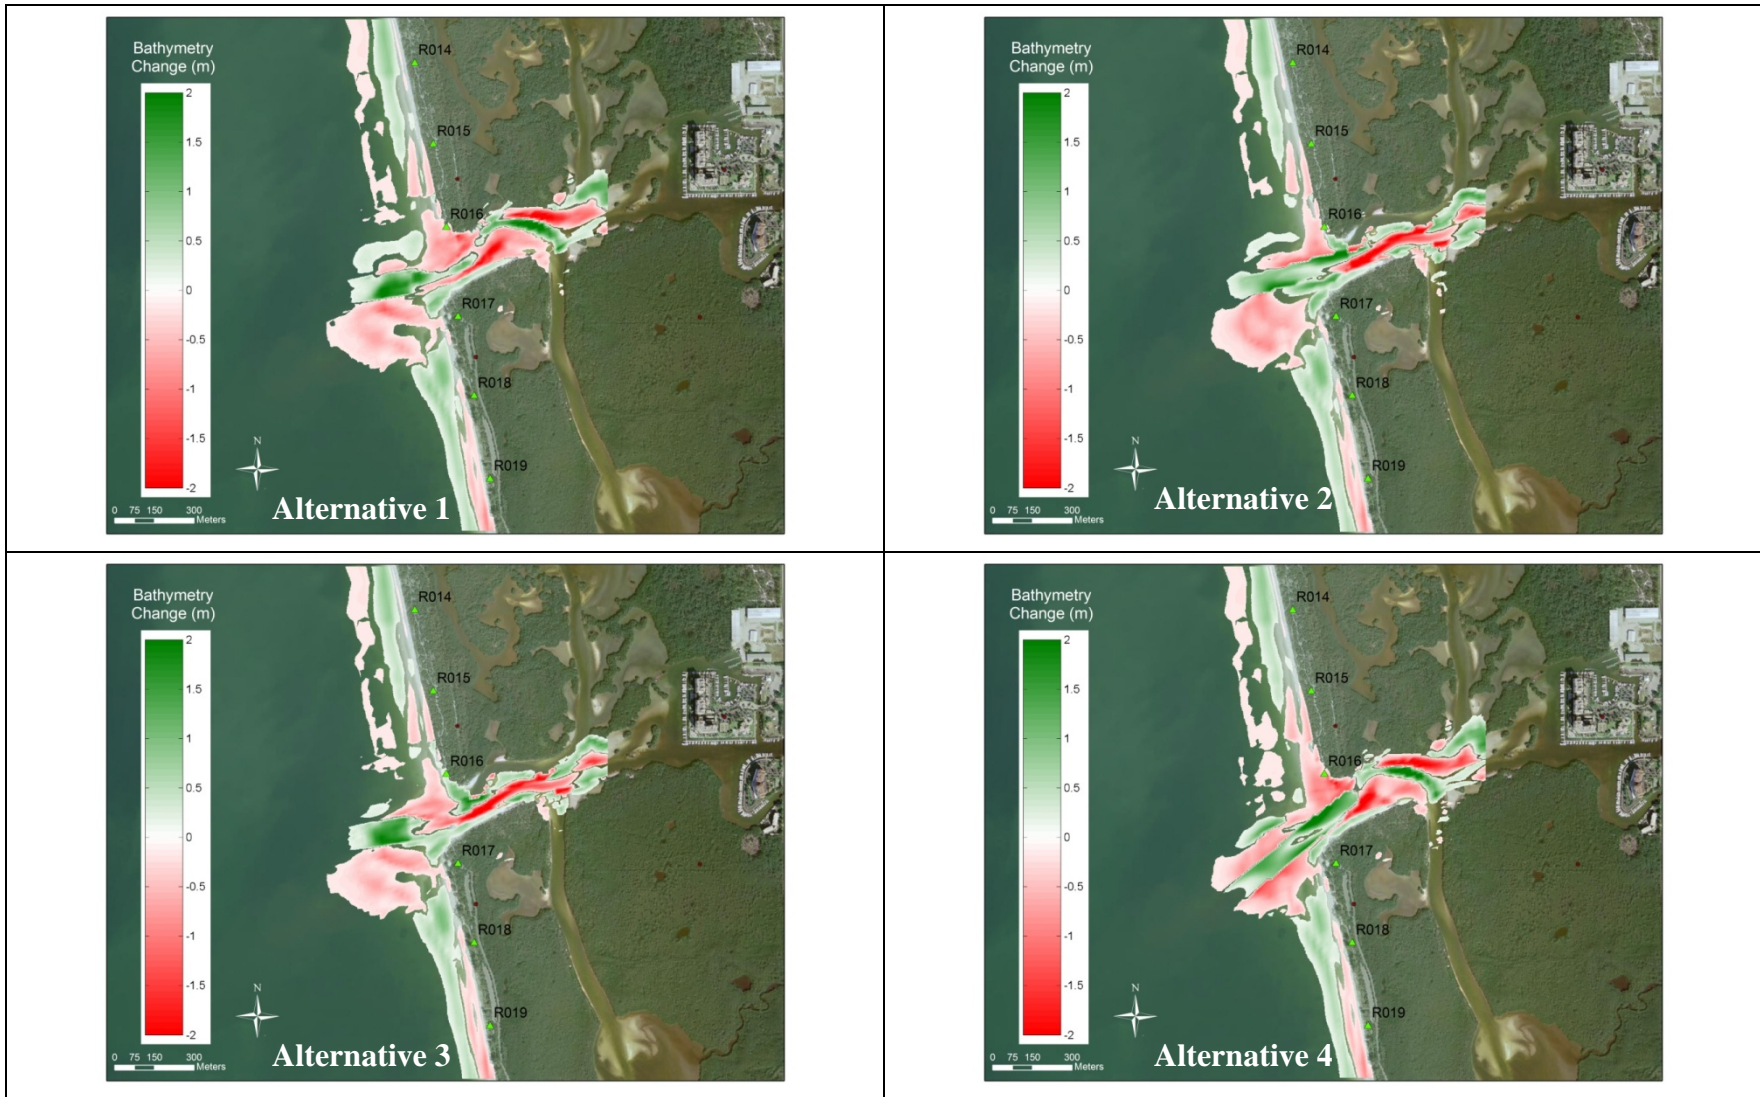 Bathymetry
Change (m)
2
1.5
1
0.5
0
-0.5
-1
-1.5
-2
R014
R015
R016
R017
R018
R019
N
0 75 150 300
Meters
Alternative 1
Bathymetry
Change (m)
2
1.5
1
0.5
0
-0.5
-1
-1.5
-2
R014
R015
R016
R017
R018
R019
N
0 75 150 300
Meters
Alternative 2
Bathymetry
Change (m)
2
1.5
1
0.5
0
-0.5
-1
-1.5
-2
R014
R015
R016
R017
R018
R019
N
0 75 150 300
Meters
Alternative 3
Bathymetry
Change (m)
2
1.5
1
0.5
0
-0.5
-1
-1.5
-2
R014
R015
R016
R017
R018
R019
N
0 75 150 300
Meters
Alternative 4